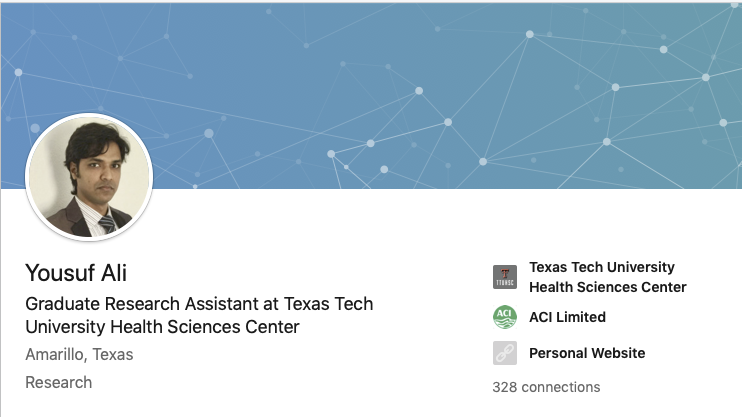 Yousuf Ali
Graduate Research Assistant at Texas Tech
University Health Sciences Center
Amarillo, Texas
Research
TTUHSC
Texas Tech University
Health Sciences Center
ACI
ACI Limited
Personal Website
328 connections